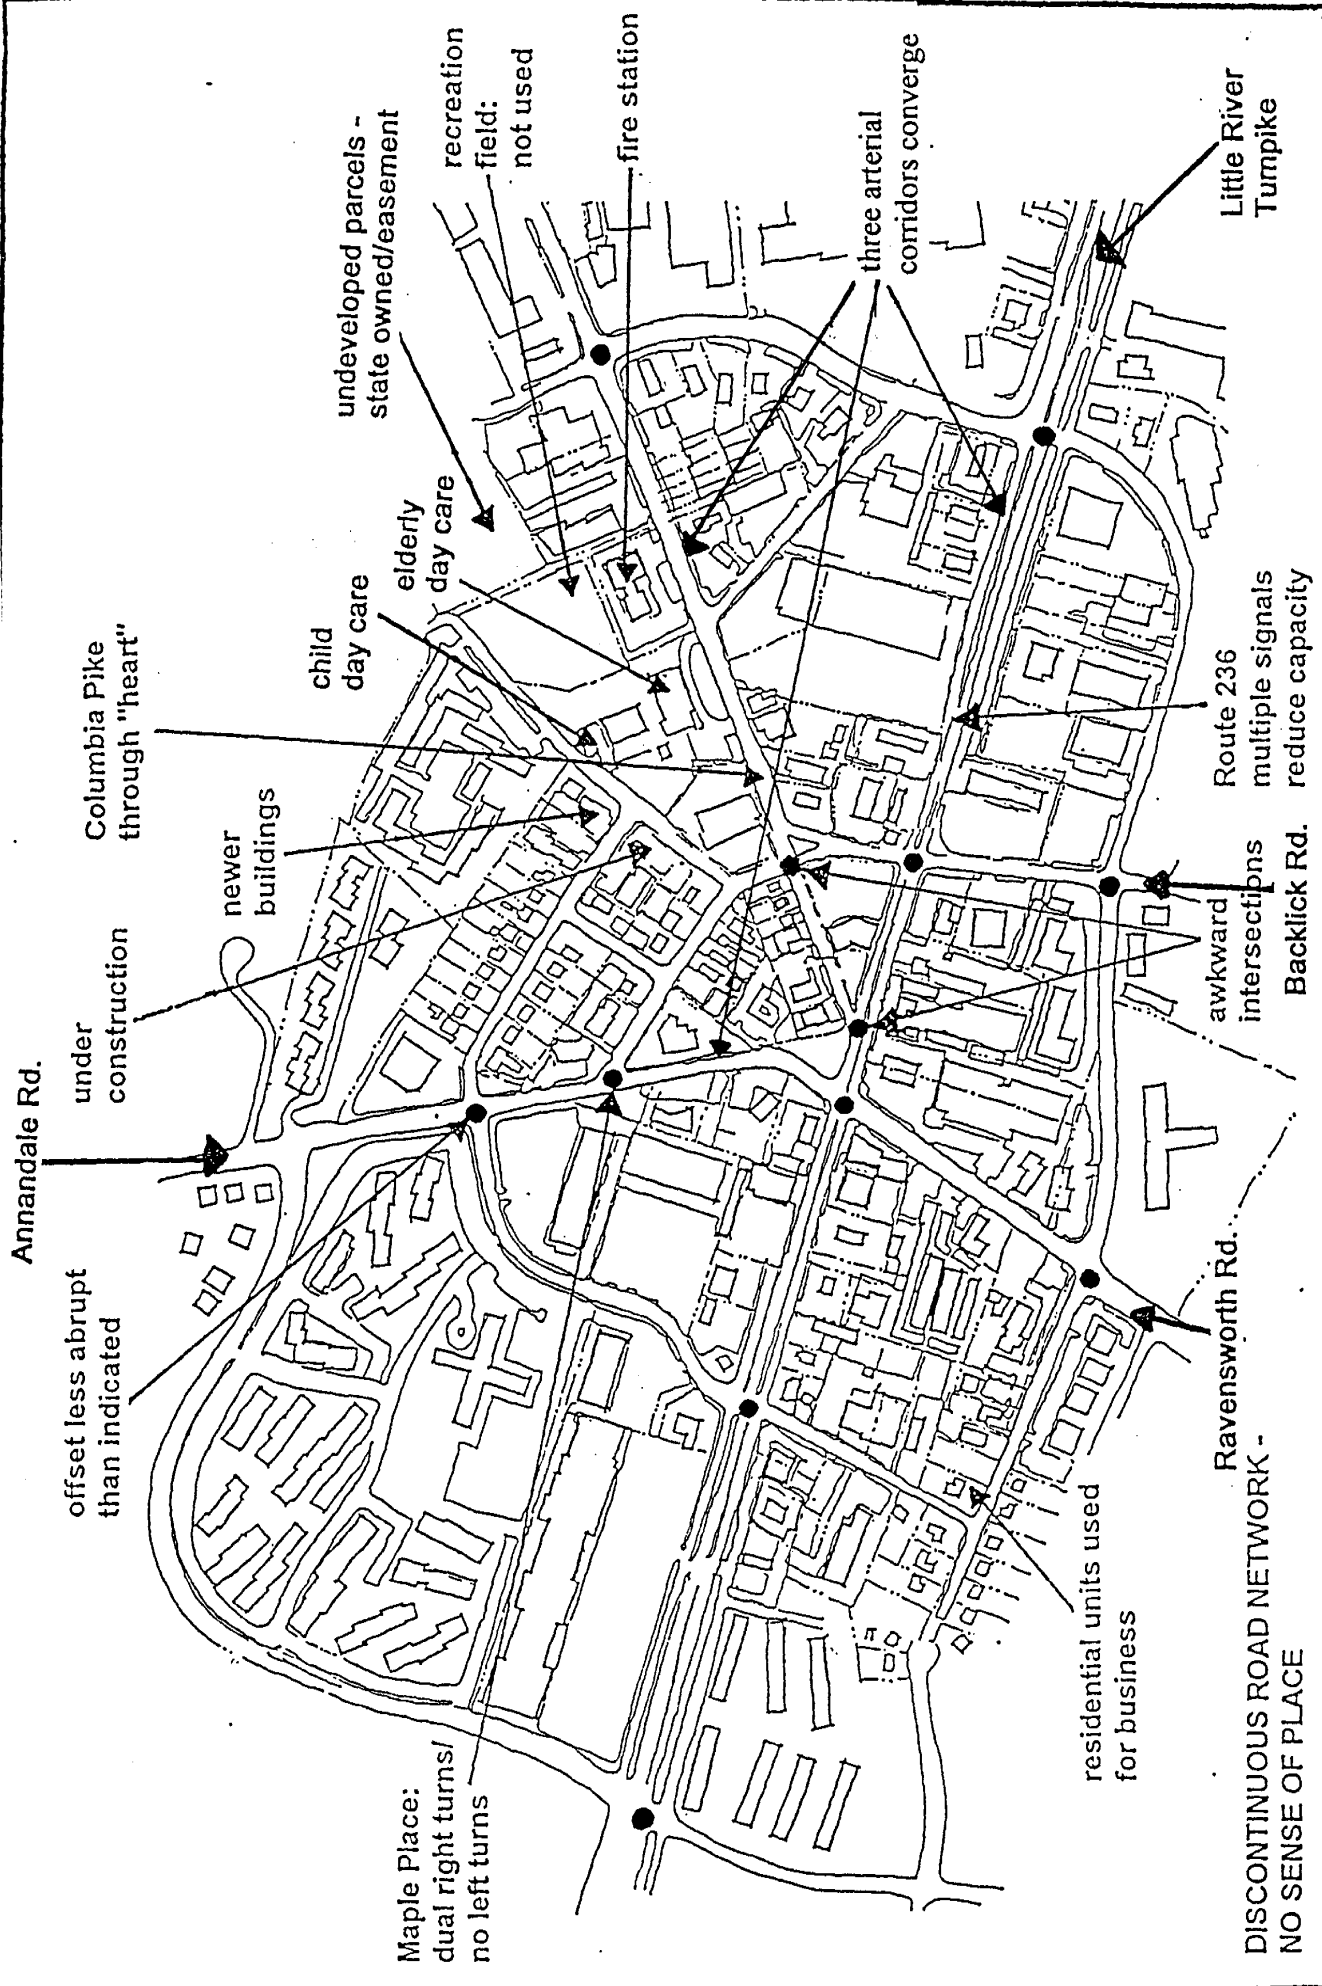 Annandale Rd.
offset less abrupt
than indicated
under
construction
newer
buildings
Columbia Pike
through "heart"
child
day care
elderly
day care
undeveloped parcels -
state owned/easement
recreation
field:
not used
fire station
three arterial
corridors converge
Little River
Turnpike
Maple Place:
dual right turns/
no left turns
residential units used
for business
Ravensworth Rd.
awkward
intersections
Backlick Rd.
Route 236
multiple signals
reduce capacity
DISCONTINUOUS ROAD NETWORK -
NO SENSE OF PLACE